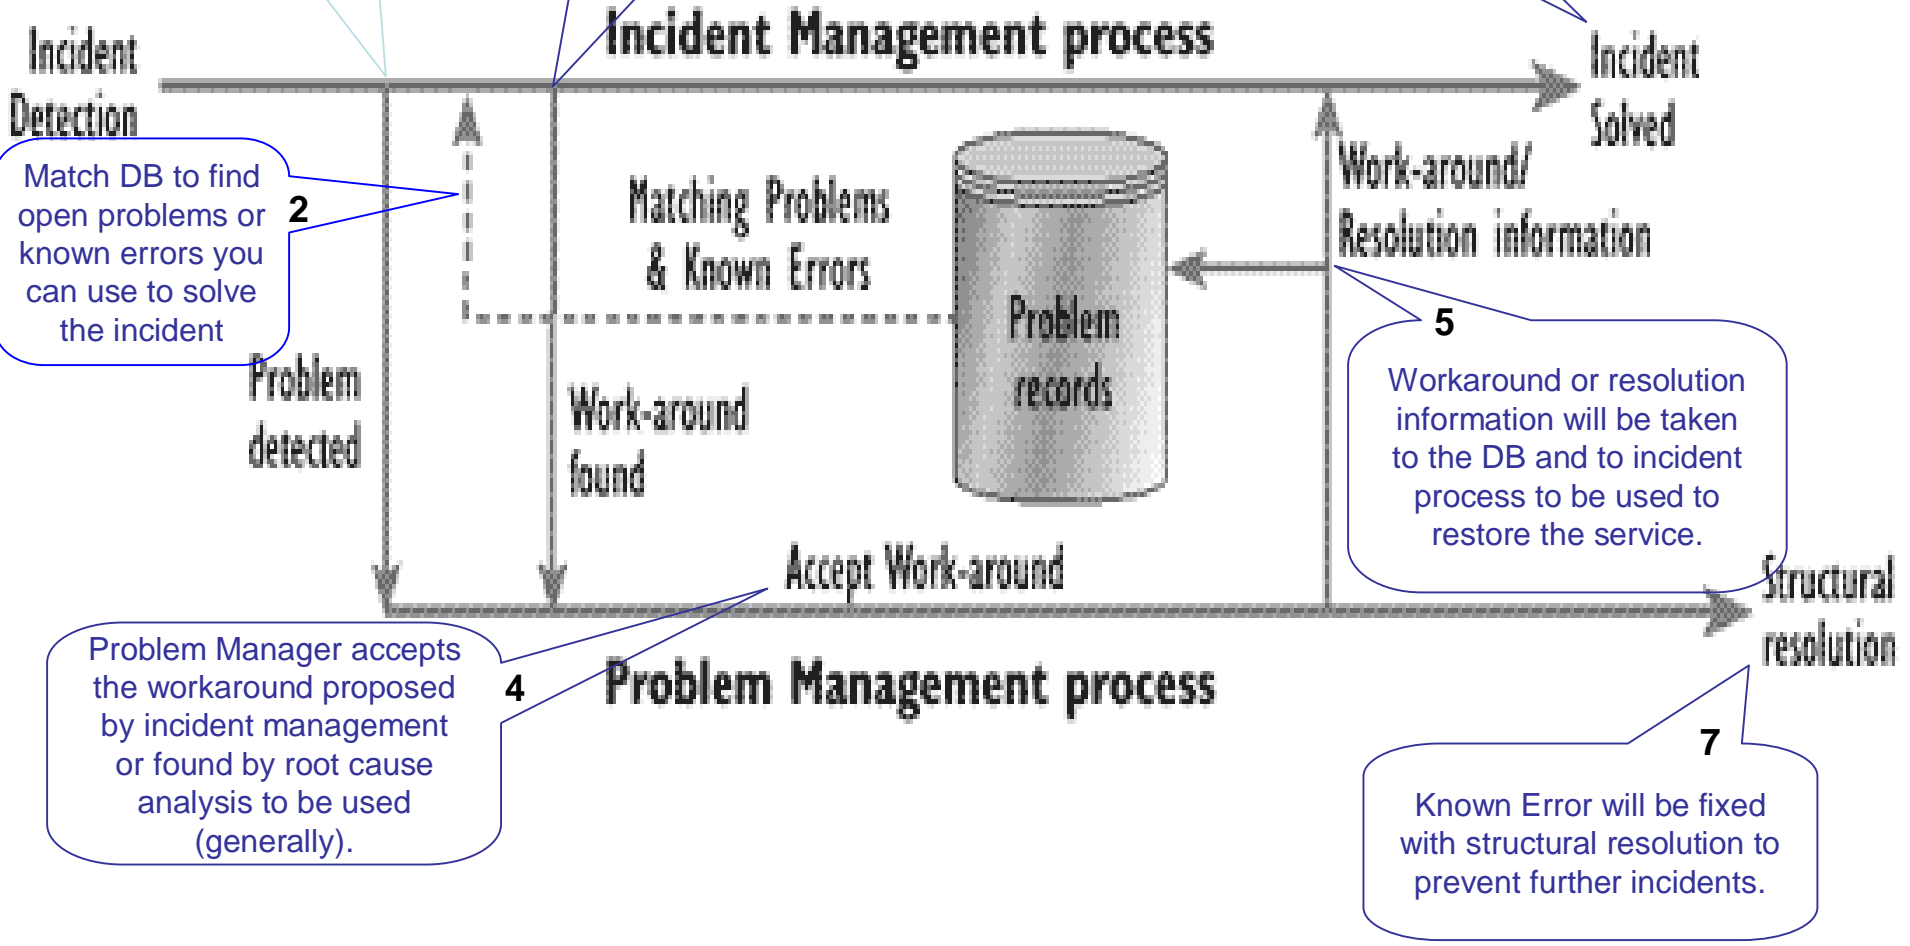 Incident Management process
Incident
Detection
Incident
Solved
Match DB to find
open problems or
known errors you
can use to solve
the incident
2
Matching Problems
& Known Errors
Work-around/
Resolution information
Problem
records
5
Workaround or resolution
information will be taken
to the DB and to incident
process to be used to
restore the service.
Problem
detected
Work-around
found
Accept Work-around
Structural
resolution
Problem Manager accepts
the workaround proposed
by incident management
or found by root cause
analysis to be used
(generally).
4
Problem Management process
7
Known Error will be fixed
with structural resolution to
prevent further incidents.